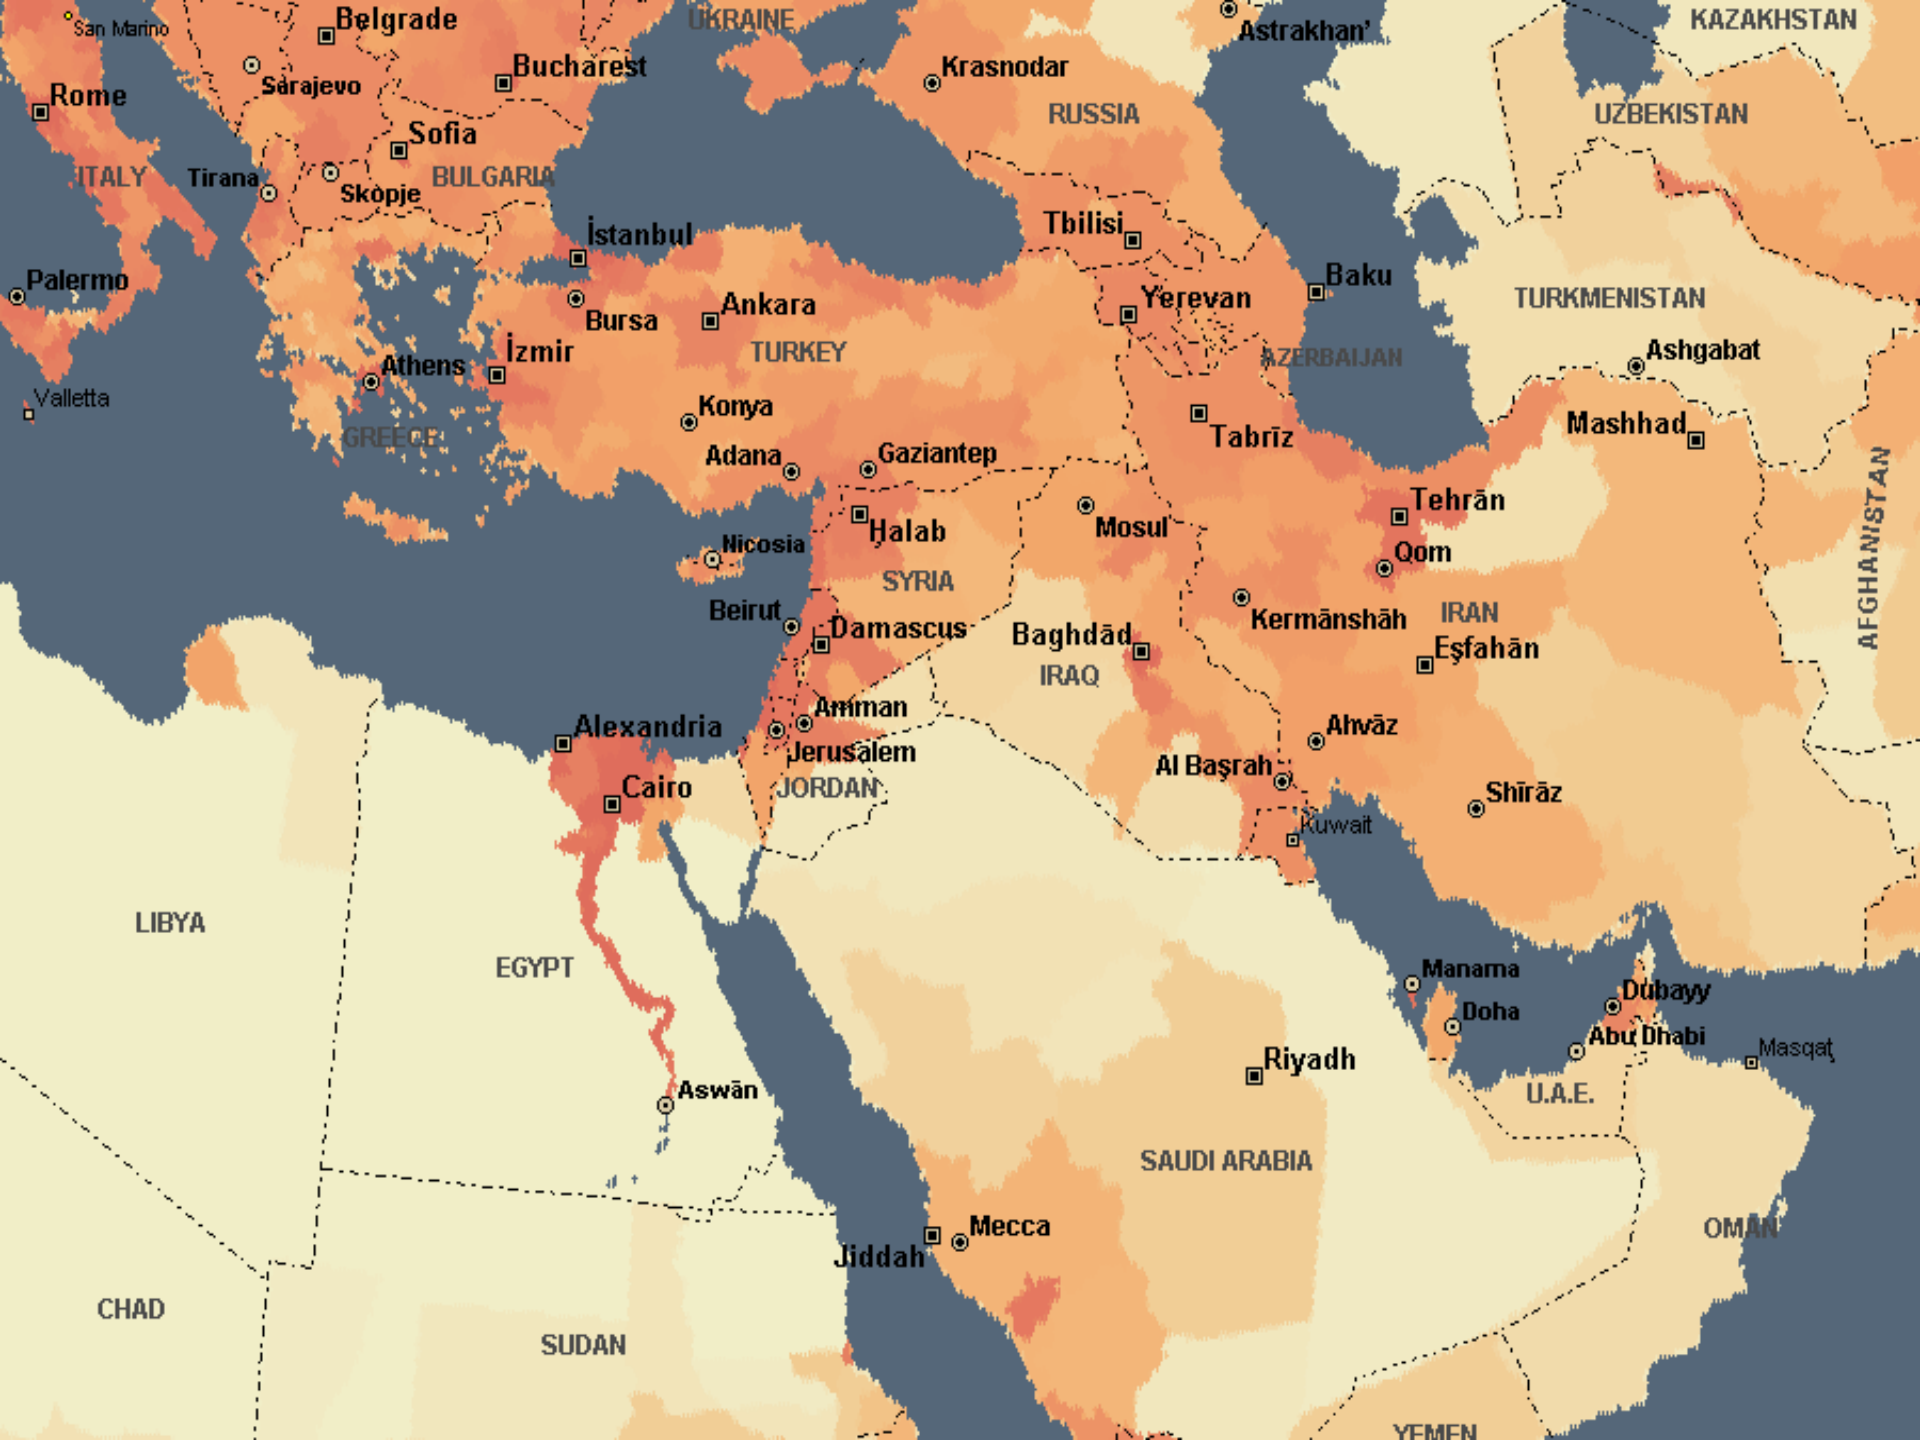 San Marino
Belgrade
UKRAINE
Astrakhan’
KAZAKHSTAN
Sarajevo
Bucharest
Krasnodar
Rome
RUSSIA
UZBEKISTAN
Sofia
ITALY
Tirana
Skopje
BULGARIA
İstanbul
Tbilisi
Palermo
Baku
Ankara
Yerevan
TURKMENISTAN
Bursa
İzmir
TURKEY
AZERBAIJAN
Ashgabat
Athens
Valletta
Konya
GREECE
Tabrīz
Mashhad
Adana
Gaziantep
Tehrān
Mosul
Ḩalab
Nicosia
Qom
AFGHANISTAN
SYRIA
Beirut
Damascus
Kermānshāh
IRAN
Baghdād
Eşfahān
IRAQ
Amman
Alexandria
Ahvāz
Jerusalem
Al Başrah
Cairo
JORDAN
Shīrāz
Kuwait
LIBYA
EGYPT
Manama
Dubayy
Doha
Abu Dhabi
Masqaţ
Riyadh
Aswān
U.A.E.
SAUDI ARABIA
Mecca
OMAN
Jiddah
CHAD
SUDAN
YEMEN